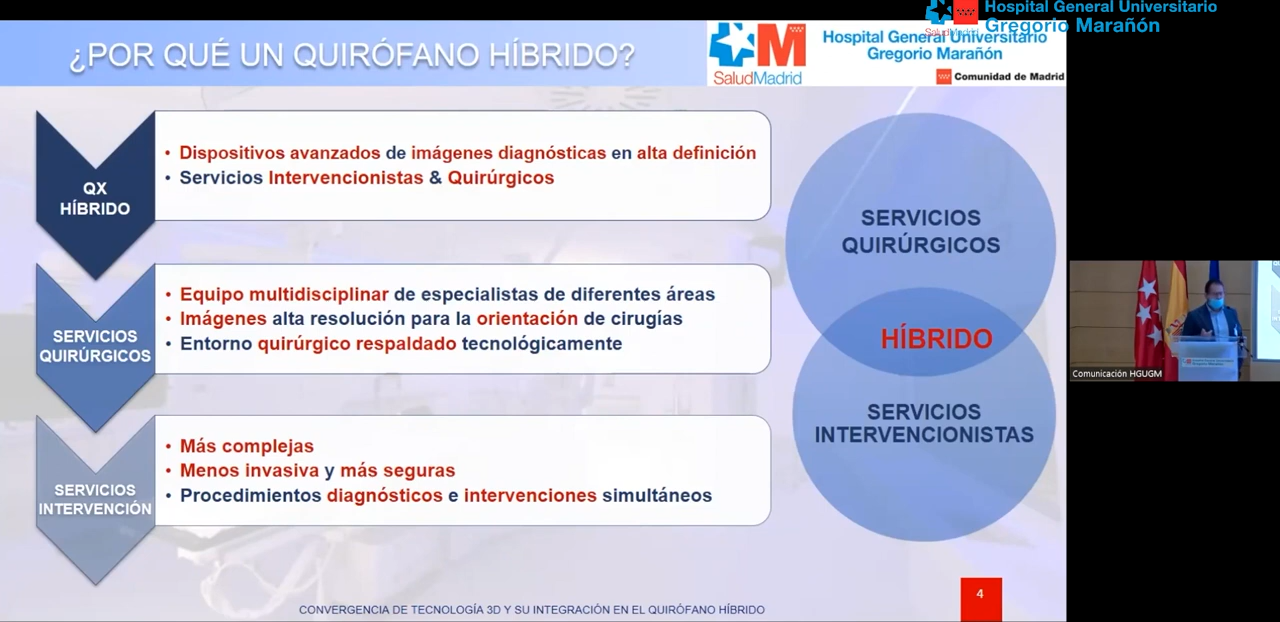 Hospital General Universitario
Gregorio Marañón
SaludMadrid
¿POR QUÉ UN QUIRÓFANO HÍBRIDO?
M
SaludMadrid
Hospital General Universitario
Gregorio Marañón
Comunidad de Madrid
QX
HÍBRIDO
• Dispositivos avanzados de imágenes diagnósticas en alta definición
• Servicios Intervencionistas & Quirúrgicos
SERVICIOS
QUIRÚRGICOS
• Equipo multidisciplinar de especialistas de diferentes áreas
• Imágenes alta resolución para la orientación de cirugías
• Entorno quirúrgico respaldado tecnológicamente
SERVICIOS
INTERVENCIÓN
• Más complejas
• Menos invasiva y más seguras
• Procedimientos diagnósticos e intervenciones simultáneos
SERVICIOS
QUIRÚRGICOS
HÍBRIDO
SERVICIOS
INTERVENCIONISTAS
Comunicación HGUGM
CONVERGENCIA DE TECNOLOGÍA 3D Y SU INTEGRACIÓN EN EL QUIRÓFANO HÍBRIDO
4